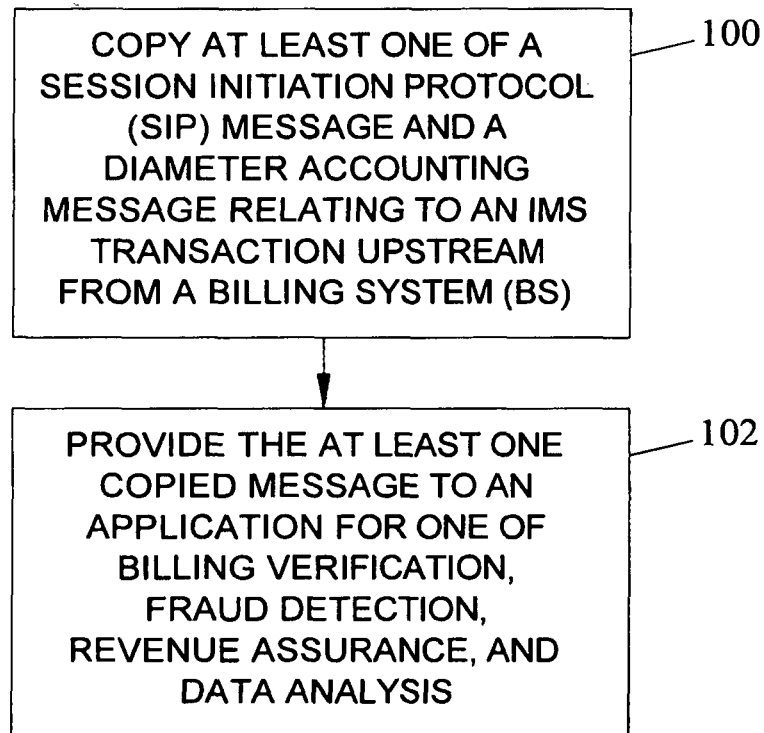 COPY AT LEAST ONE OF A
100
SESSION INITIATION PROTOCOL
(SIP) MESSAGE AND A
DIAMETER ACCOUNTING
MESSAGE RELATING TO AN IMS
TRANSACTION UPSTREAM
FROM A BILLING SYSTEM (BS)
PROVIDE THE AT LEAST ONE
102
COPIED MESSAGE TO AN
APPLICATION FOR ONE OF
BILLING VERIFICATION,
FRAUD DETECTION,
REVENUE ASSURANCE, AND
DATA ANALYSIS